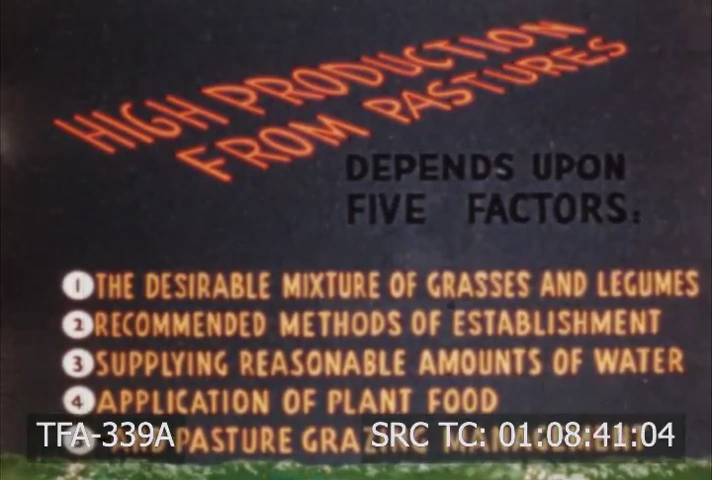 HIGH PRODUCTION
FROM PASTURES
DEPENDS UPON
FIVE FACTORS:
1 THE DESIRABLE MIXTURE OF GRASSES AND LEGUMES
2 RECOMMENDED METHODS OF ESTABLISHMENT
3 SUPPLYING REASONABLE AMOUNTS OF WATER
4 APPLICATION OF PLANT FOOD
PASTURE GRAZING
TFA-339A
SRC TC: 01:08:41:04